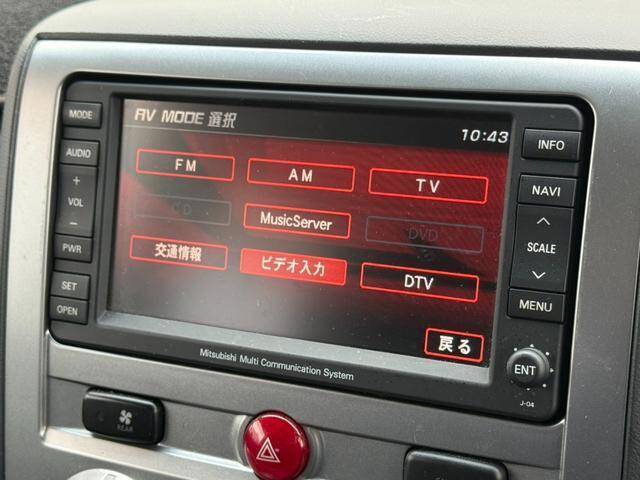 AV MODE 選択
10:43
FM
AM
TV
CD
MusicServer
DVD
交通情報
ビデオ入力
DTV
戻る
MODE
AUDIO
+
VOL
−
PWR
SET
OPEN
INFO
NAVI
SCALE
MENU
ENT
J-04
Mitsubishi Multi Communication System
REAR